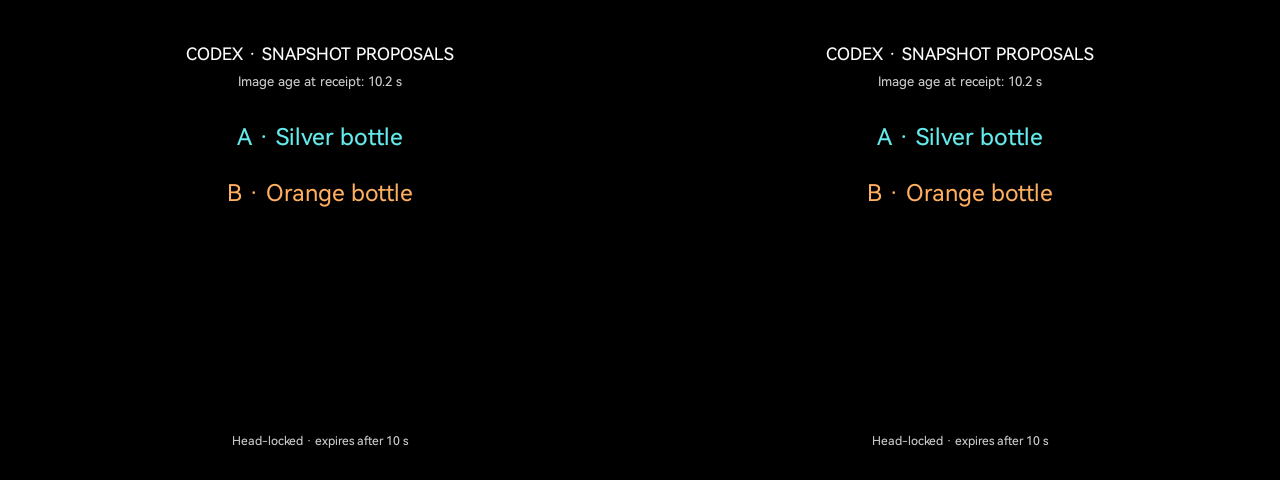 CODEX · SNAPSHOT PROPOSALS
Image age at receipt: 10.2 s
A · Silver bottle
B · Orange bottle
Head-locked · expires after 10 s
CODEX · SNAPSHOT PROPOSALS
Image age at receipt: 10.2 s
A · Silver bottle
B · Orange bottle
Head-locked · expires after 10 s